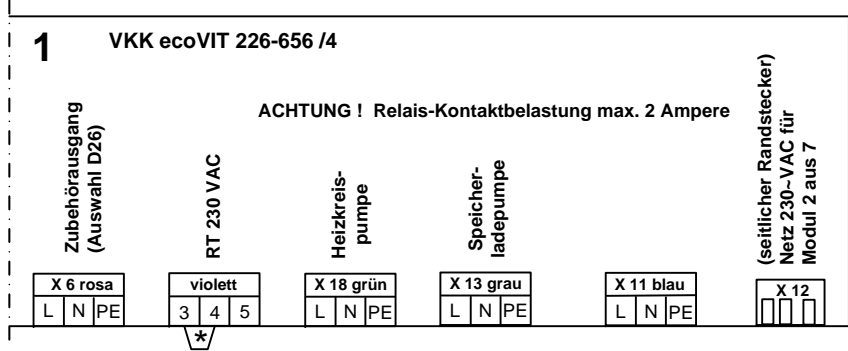 1
VKK ecoVIT 226-656 /4
ACHTUNG ! Relais-Kontaktbelastung max. 2 Ampere
Zubehörausgang
(Auswahl D26)
RT 230 VAC
Heizkreis-
pumpe
Speicher-
ladepumpe
(seitlicher Randstecker)
Netz 230~VAC für
Modul 2 aus 7
X 6 rosa
L N PE
violett
3 4 5
*
X 18 grün
L N PE
X 13 grau
L N PE
X 11 blau
L N PE
X 12